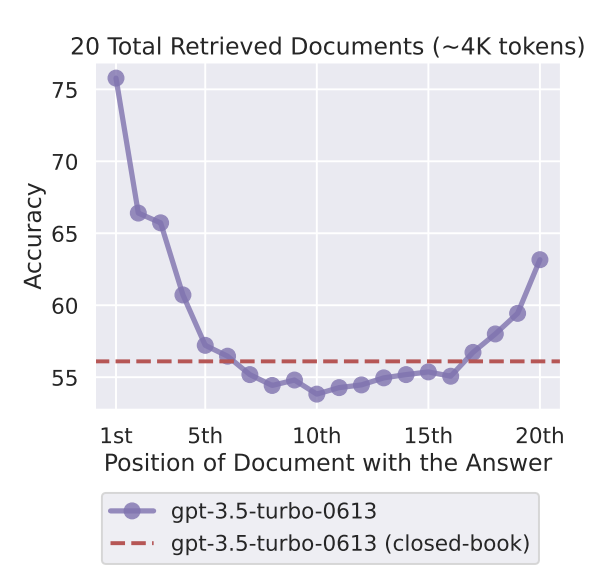 20 Total Retrieved Documents (~4K tokens)
75
70
65
60
55
Accuracy
1st 5th 10th 15th 20th
Position of Document with the Answer
gpt-3.5-turbo-0613
gpt-3.5-turbo-0613 (closed-book)